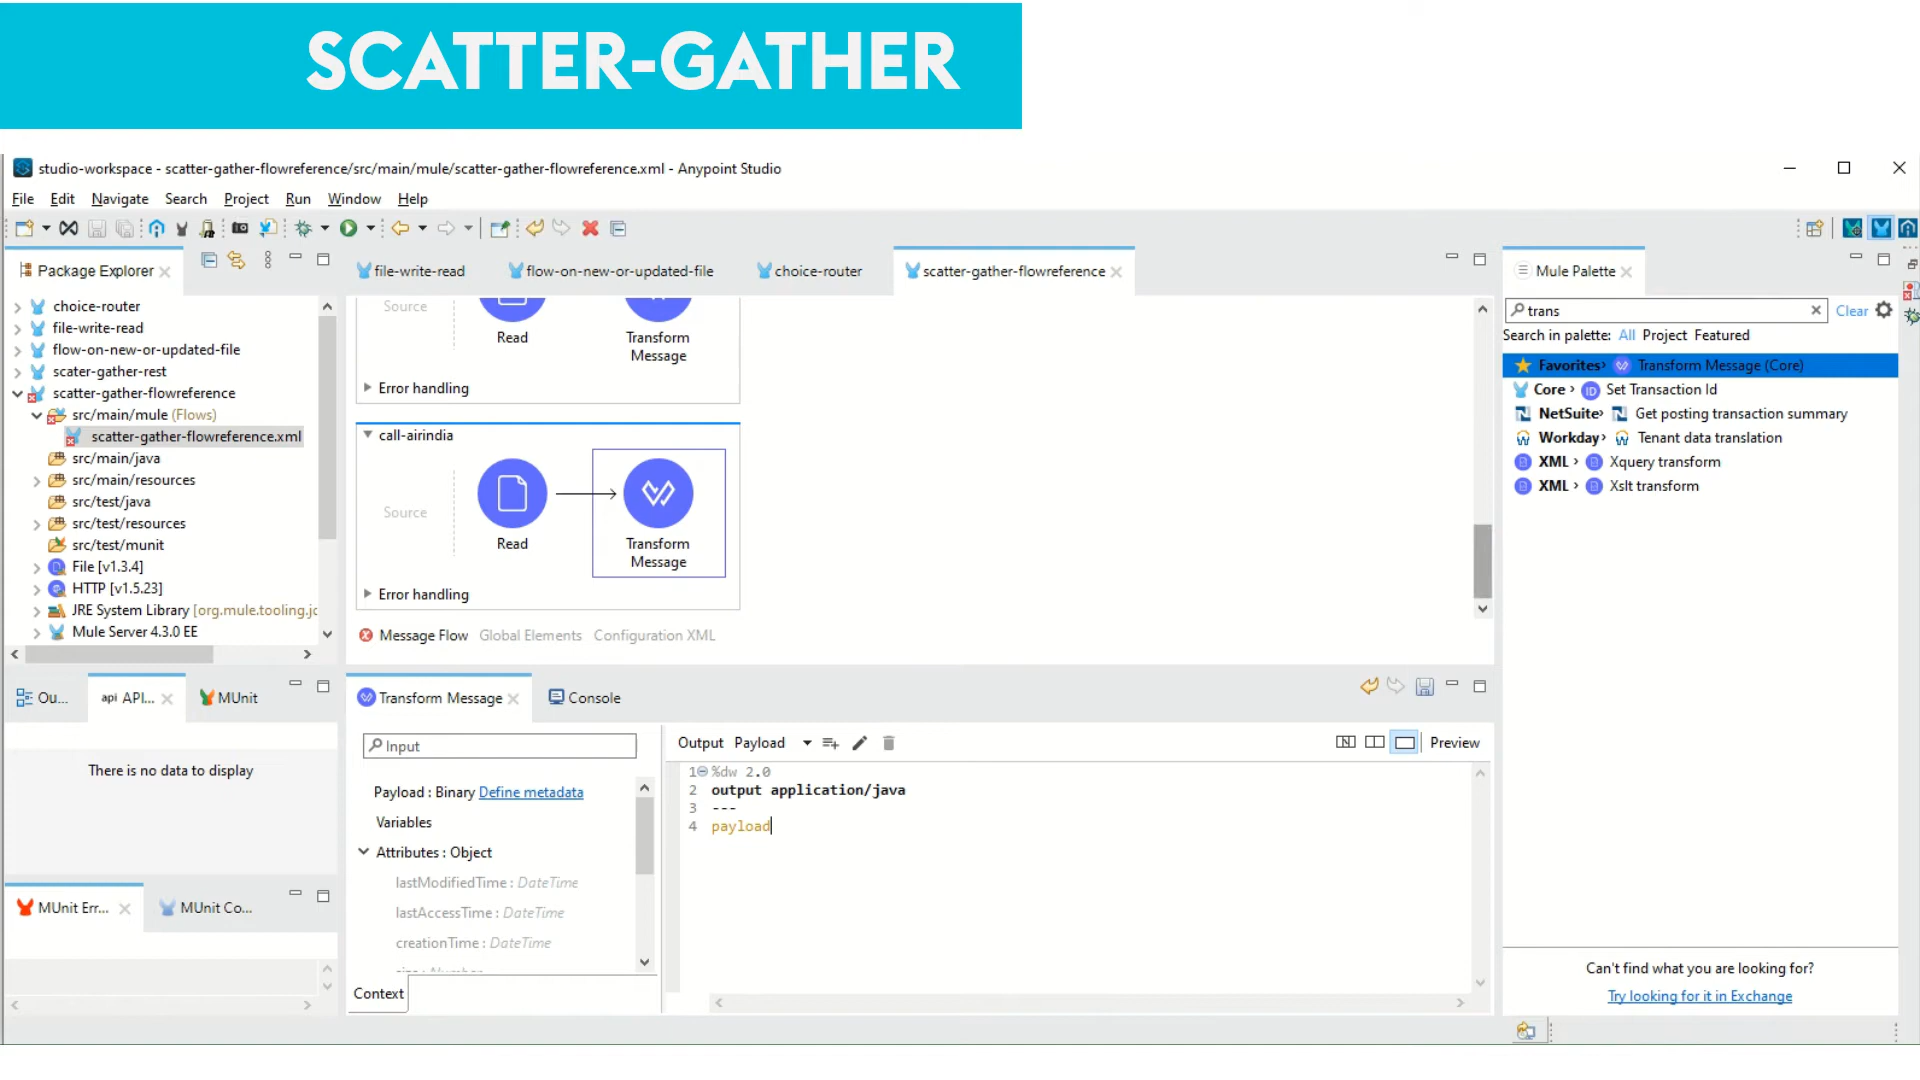 SCATTER-GATHER
studio-workspace - scatter-gather-flowreference/src/main/mule/scatter-gather-flowreference.xml - Anypoint Studio
File Edit Navigate Search Project Run Window Help
Package Explorer
file-write-read flow-on-new-or-updated-file choice-router scatter-gather-flowreference
Mule Palette
choice-router
file-write-read
flow-on-new-or-updated-file
scater-gather-rest
scatter-gather-flowreference
src/main/mule (Flows)
scatter-gather-flowreference.xml
src/main/java
src/main/resources
src/test/java
src/test/resources
src/test/munit
File [v1.3.4]
HTTP [v1.5.23]
JRE System Library [org.mule.tooling.jc
Mule Server 4.3.0 EE
Source
Read
Transform
Message
Error handling
call-airindia
Source
Read
Transform
Message
Error handling
Message Flow Global Elements Configuration XML
trans
Clear
Search in palette: All Project Featured
Favorites> Transform Message (Core)
Core > Set Transaction Id
NetSuite> Get posting transaction summary
Workday> Tenant data translation
XML > Xquery transform
XML > Xslt transform
Can't find what you are looking for?
Try looking for it in Exchange
Ou... api API... MUnit
There is no data to display
MUnit Err... MUnit Co...
Transform Message Console
Input
Payload : Binary Define metadata
Variables
Attributes : Object
lastModifiedTime : DateTime
lastAccessTime : DateTime
creationTime : DateTime
Context
Output Payload Preview
1 %dw 2.0
2 output application/java
3 ---
4 payload